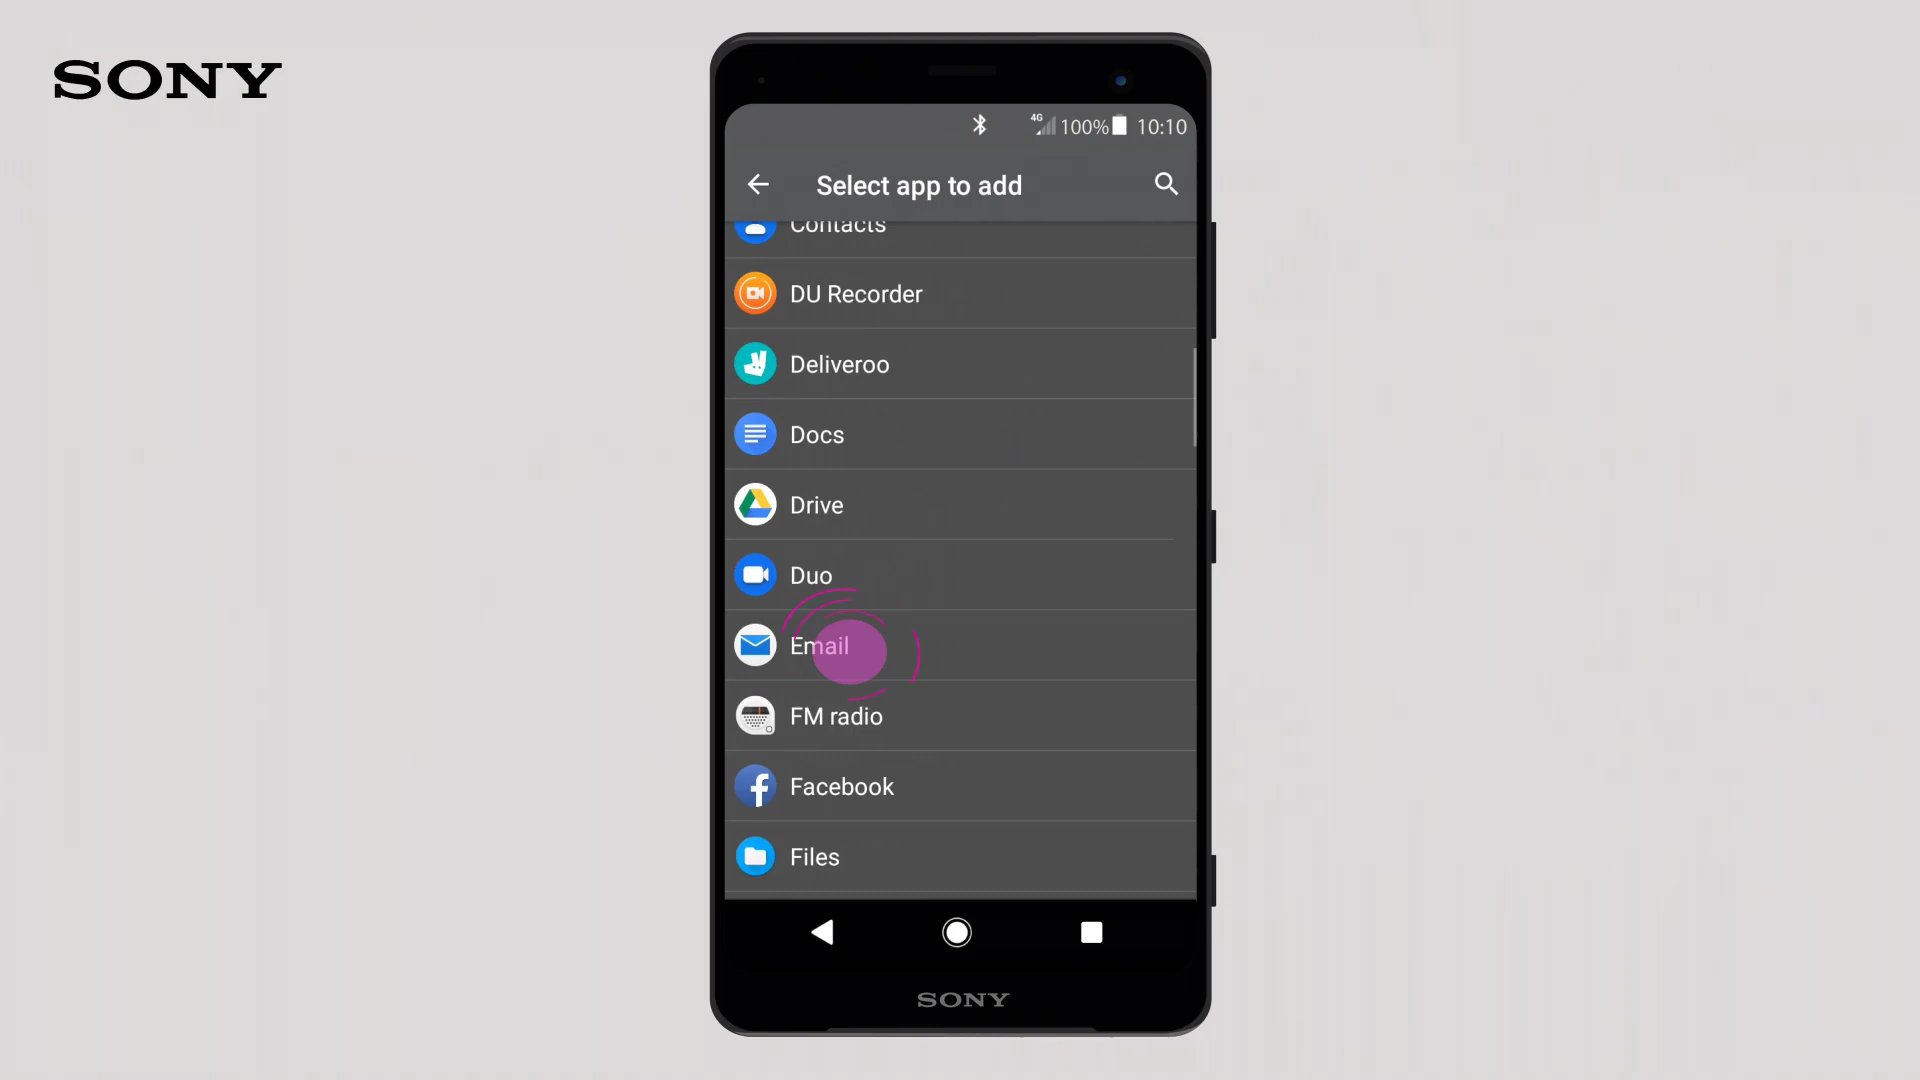 SONY
4G 100% 10:10
Select app to add
Contacts
DU Recorder
Deliveroo
Docs
Drive
Duo
Email
FM radio
Facebook
Files
SONY